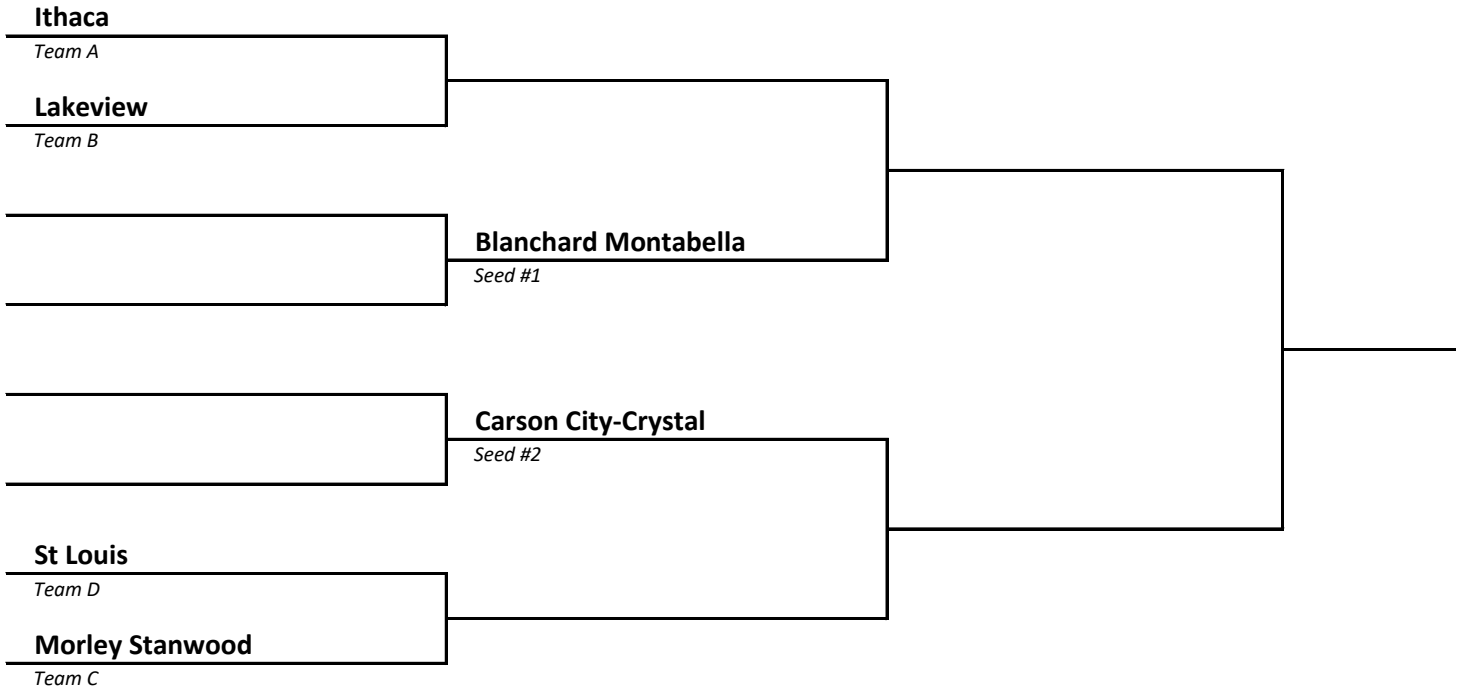 Ithaca
Team A
Lakeview
Team B
Blanchard Montabella
Seed #1
Carson City-Crystal
Seed #2
St Louis
Team D
Morley Stanwood
Team C